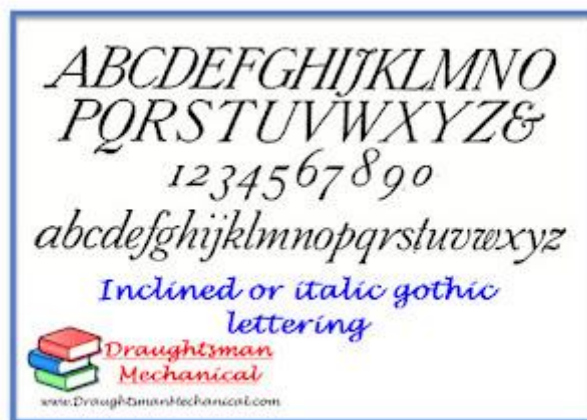 ABCDEFGHIJKLMNO
PQRSTUVWXYZ&
1234567890
abcdefghijklmnopqrstuvwxyz
Inclined or italic gothic
lettering
Draughtsman
Mechanical
www.DraughtsmanMechanical.com